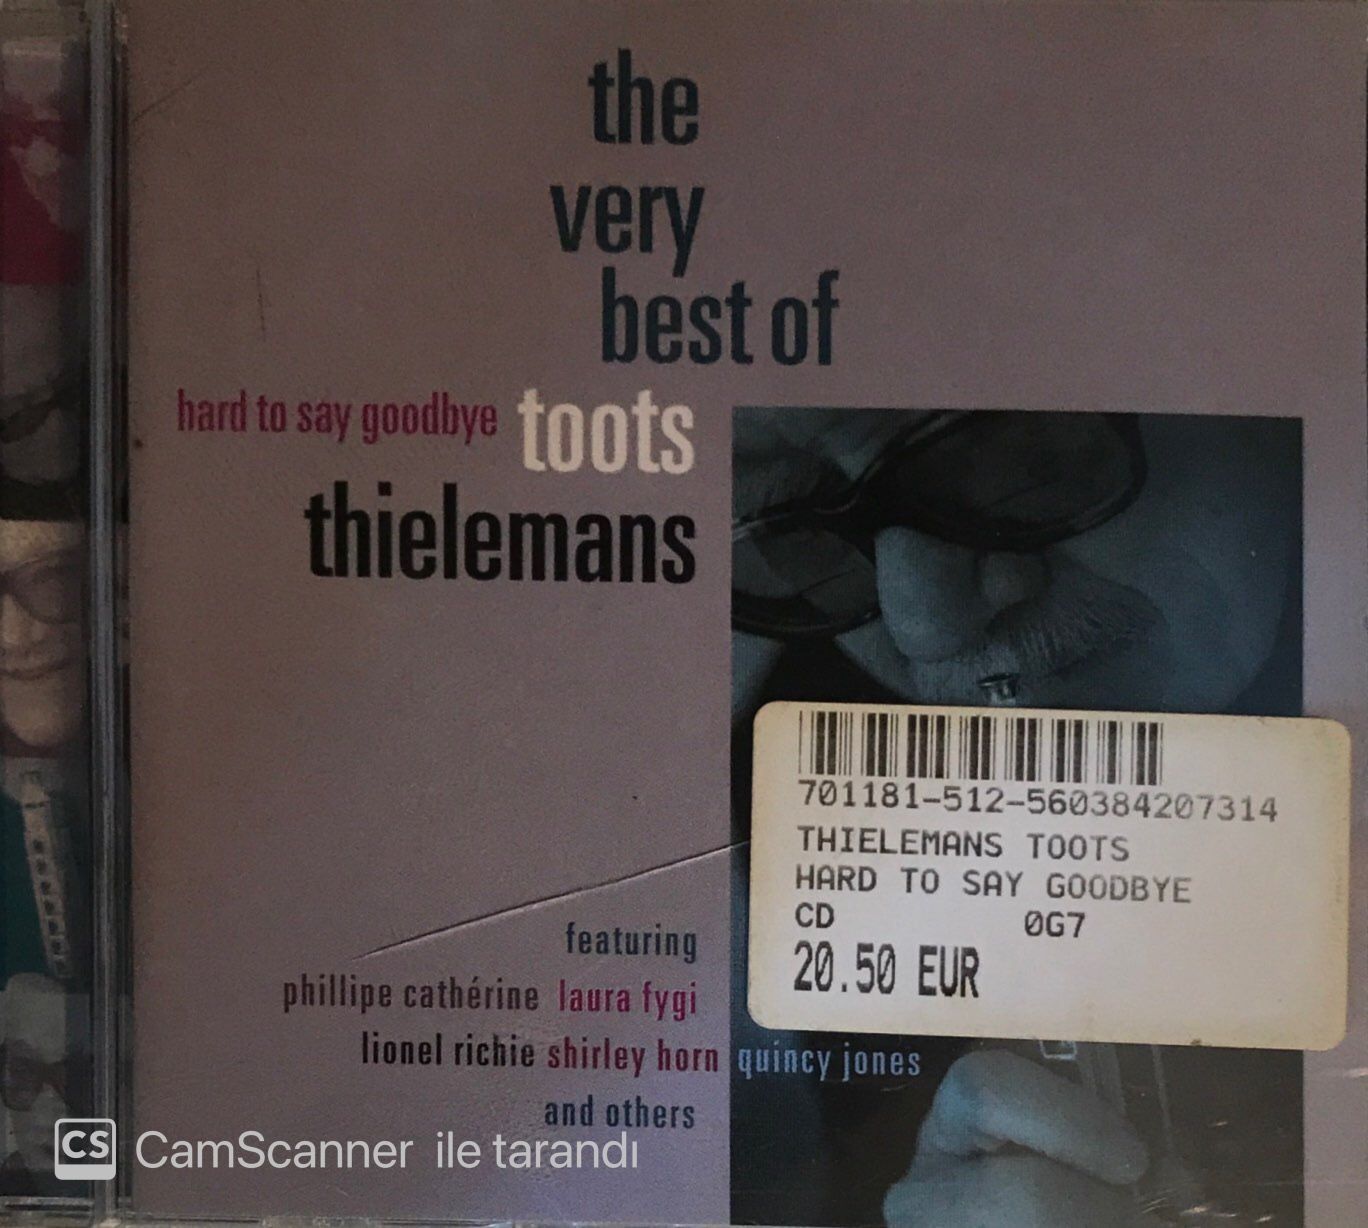 the
very
best of
hard to say goodbye toots
thielemans
featuring
phillipe cathérine laura fygi
lionel richie shirley horn quincy jones
and others
701181-512-560384207314
THIELEMANS TOOTS
HARD TO SAY GOODBYE
CD 0G7
20.50 EUR
CS CamScanner ile tarandı